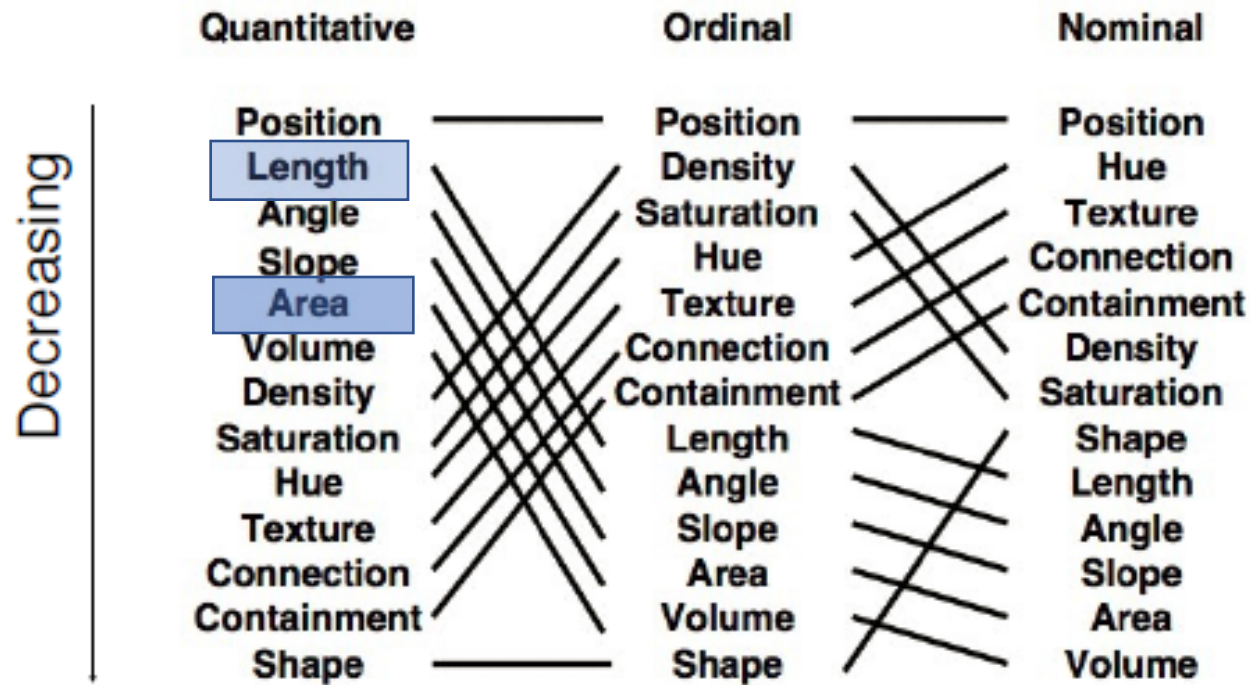 Quantitative Ordinal Nominal
Decreasing
Position Position Position
Length Density Hue
Angle Saturation Texture
Slope Hue Connection
Area Texture Containment
Volume Connection Density
Density Containment Saturation
Saturation Length Shape
Hue Angle Length
Texture Slope Angle
Connection Area Slope
Containment Volume Area
Shape Shape Volume